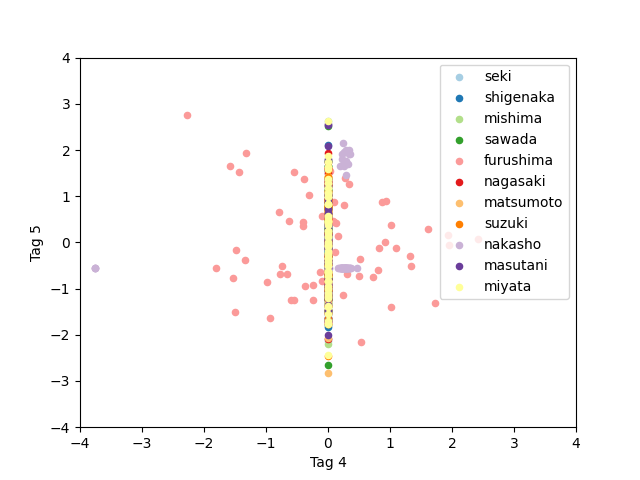 4
3
2
1
0
−1
−2
−3
−4
Tag 5
−4 −3 −2 −1 0 1 2 3 4
Tag 4
seki
shigenaka
mishima
sawada
furushima
nagasaki
matsumoto
suzuki
nakasho
masutani
miyata